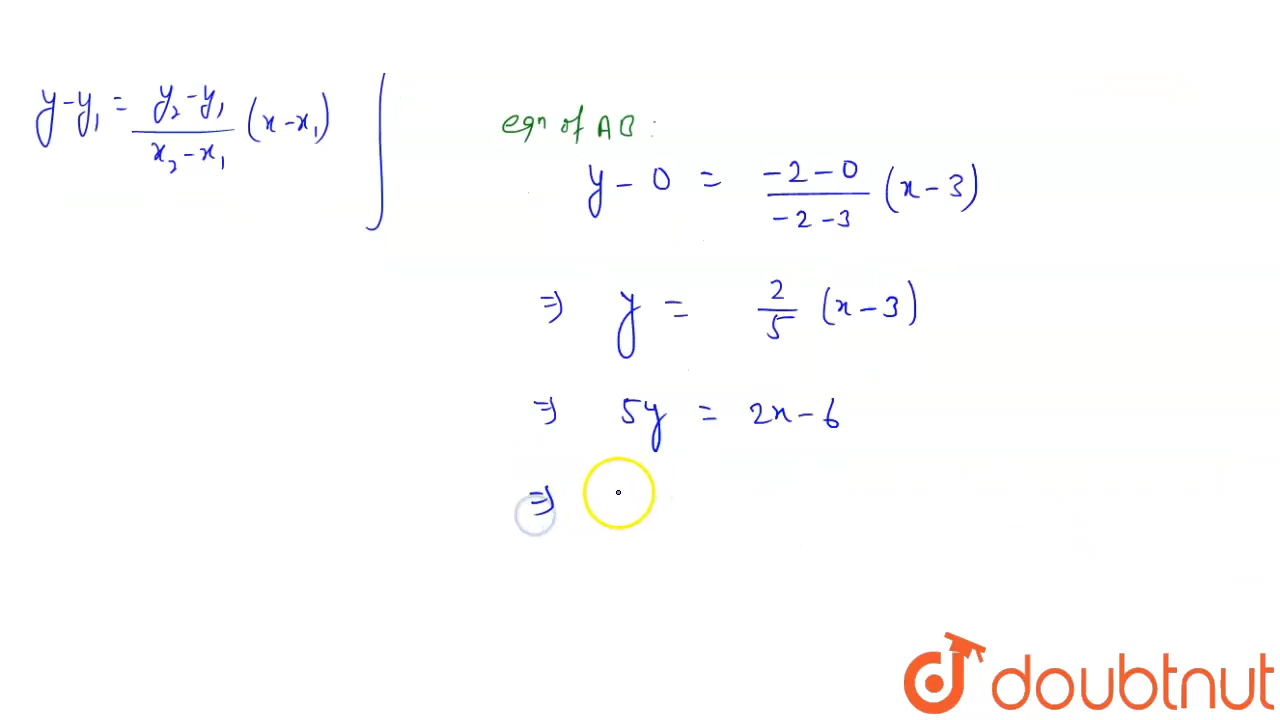 y-y₁ = y₂-y₁/x₂-x₁ (x-x₁)
eqn of AB :
y - 0 = -2-0/-2-3 (x-3)
⇒ y = 2/5 (x-3)
⇒ 5y = 2x-6
⇒
doubtnut